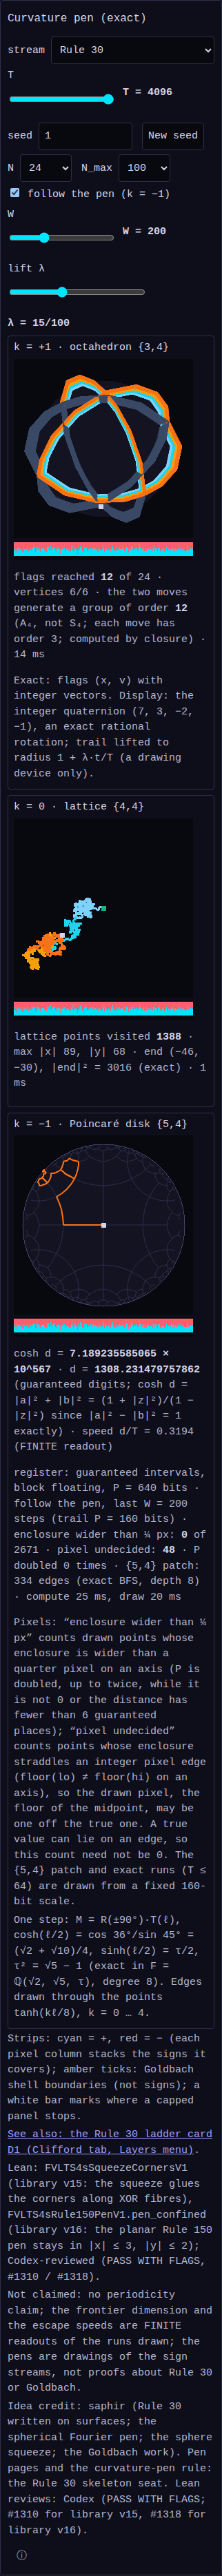 Curvature pen (exact)
stream Rule 30
T
T = 4096
seed 1 New seed
N 24 N_max 100
follow the pen (k = −1)
W
W = 200
lift λ
λ = 15/100
k = +1 · octahedron {3,4}
flags reached 12 of 24 ·
vertices 6/6 · the two moves
generate a group of order 12
(A₄, not S₄; each move has
order 3; computed by closure) ·
14 ms
Exact: flags (x, v) with
integer vectors. Display: the
integer quaternion (7, 3, −2,
−1), an exact rational
rotation; trail lifted to
radius 1 + λ·t/T (a drawing
device only).
k = 0 · lattice {4,4}
lattice points visited 1388 ·
max |x| 89, |y| 68 · end (−46,
−30), |end|² = 3016 (exact) · 1
ms
k = −1 · Poincaré disk {5,4}
cosh d = 7.189235585065 ×
10^567 · d = 1308.231479757862
(guaranteed digits; cosh d =
|a|² + |b|² = (1 + |z|²)/(1 −
|z|²) since |a|² − |b|² = 1
exactly) · speed d/T = 0.3194
(FINITE readout)
register: guaranteed intervals,
block floating, P = 640 bits ·
follow the pen, last W = 200
steps (trail P = 160 bits) ·
enclosure wider than ¼ px: 0 of
2671 · pixel undecided: 48 · P
doubled 0 times · {5,4} patch:
334 edges (exact BFS, depth 8)
· compute 25 ms, draw 20 ms
Pixels: “enclosure wider than ¼
px” counts drawn points whose
enclosure is wider than a
quarter pixel on an axis (P is
doubled, up to twice, while it
is not 0 or the distance has
fewer than 6 guaranteed
places); “pixel undecided”
counts points whose enclosure
straddles an integer pixel edge
(floor(lo) ≠ floor(hi) on an
axis), so the drawn pixel, the
floor of the midpoint, may be
one off the true one. A true
value can lie on an edge, so
this count need not be 0. The
{5,4} patch and exact runs (T ≤
64) are drawn from a fixed 160-
bit scale.
One step: M = R(±90°)·T(ℓ),
cosh(ℓ/2) = cos 36°/sin 45° =
(√2 + √10)/4, sinh(ℓ/2) = τ/2,
τ² = √5 − 1 (exact in F =
ℚ(√2, √5, τ), degree 8). Edges
drawn through the points
tanh(kℓ/8), k = 0 … 4.
Strips: cyan = +, red = − (each
pixel column stacks the signs it
covers); amber ticks: Goldbach
shell boundaries (not signs); a
white bar marks where a capped
panel stops.
See also: the Rule 30 ladder card
D1 (Clifford tab, Layers menu).
Lean: FVLTS4sSqueezeCornersV1
(library v15: the squeeze glues
the corners along XOR fibres),
FVLTS4sRule150PenV1.pen_confined
(library v16: the planar Rule 150
pen stays in |x| ≤ 3, |y| ≤ 2);
Codex-reviewed (PASS WITH FLAGS,
#1310 / #1318).
Not claimed: no periodicity
claim; the frontier dimension and
the escape speeds are FINITE
readouts of the runs drawn; the
pens are drawings of the sign
streams, not proofs about Rule 30
or Goldbach.
Idea credit: saphir (Rule 30
written on surfaces; the
spherical Fourier pen; the sphere
squeeze; the Goldbach work). Pen
pages and the curvature-pen rule:
the Rule 30 skeleton seat. Lean
reviews: Codex (PASS WITH FLAGS;
#1310 for library v15, #1318 for
library v16).
ⓘ